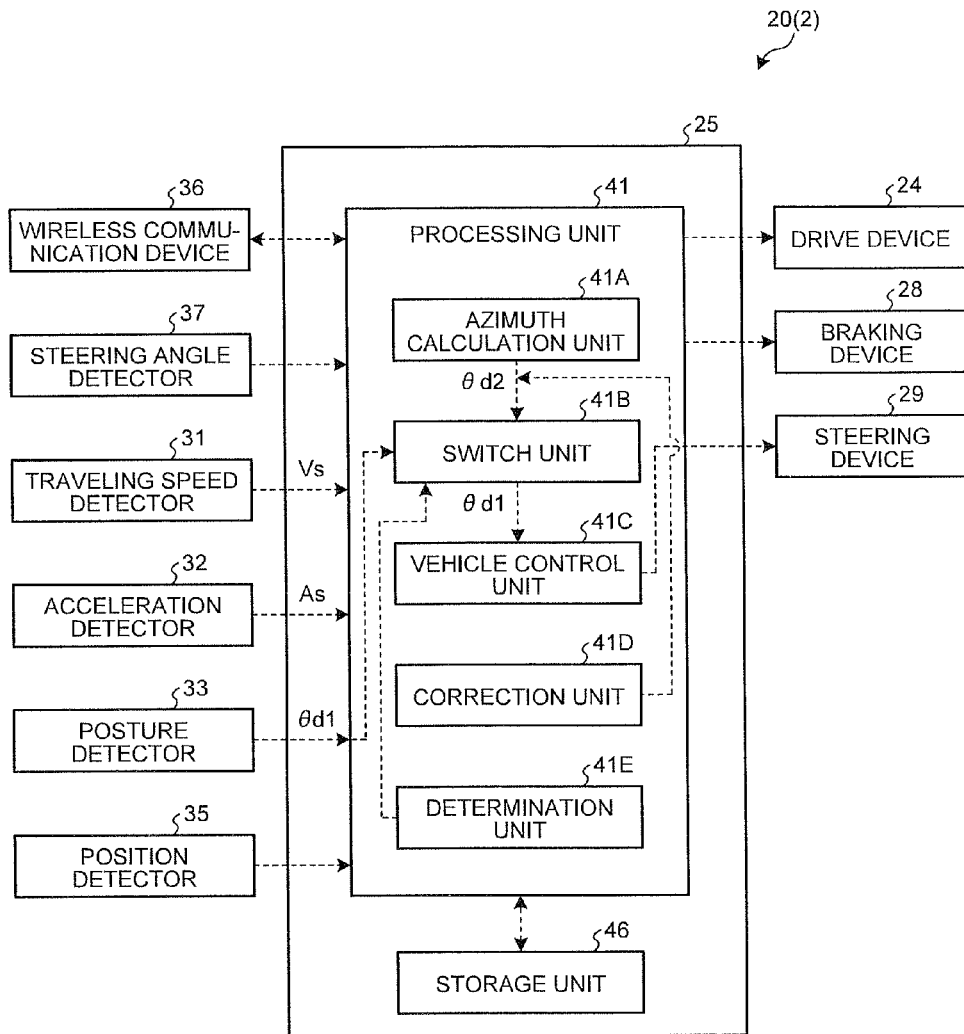 20(2)
25
36
WIRELESS COMMU-
NICATION DEVICE
37
STEERING ANGLE
DETECTOR
31
TRAVELING SPEED
DETECTOR
Vs
32
ACCELERATION
DETECTOR
As
33
POSTURE
DETECTOR
θd1
35
POSITION
DETECTOR
41
PROCESSING UNIT
41A
AZIMUTH
CALCULATION UNIT
θd2
41B
SWITCH UNIT
θd1
41C
VEHICLE CONTROL
UNIT
41D
CORRECTION UNIT
41E
DETERMINATION
UNIT
46
STORAGE UNIT
24
DRIVE DEVICE
28
BRAKING
DEVICE
29
STEERING
DEVICE